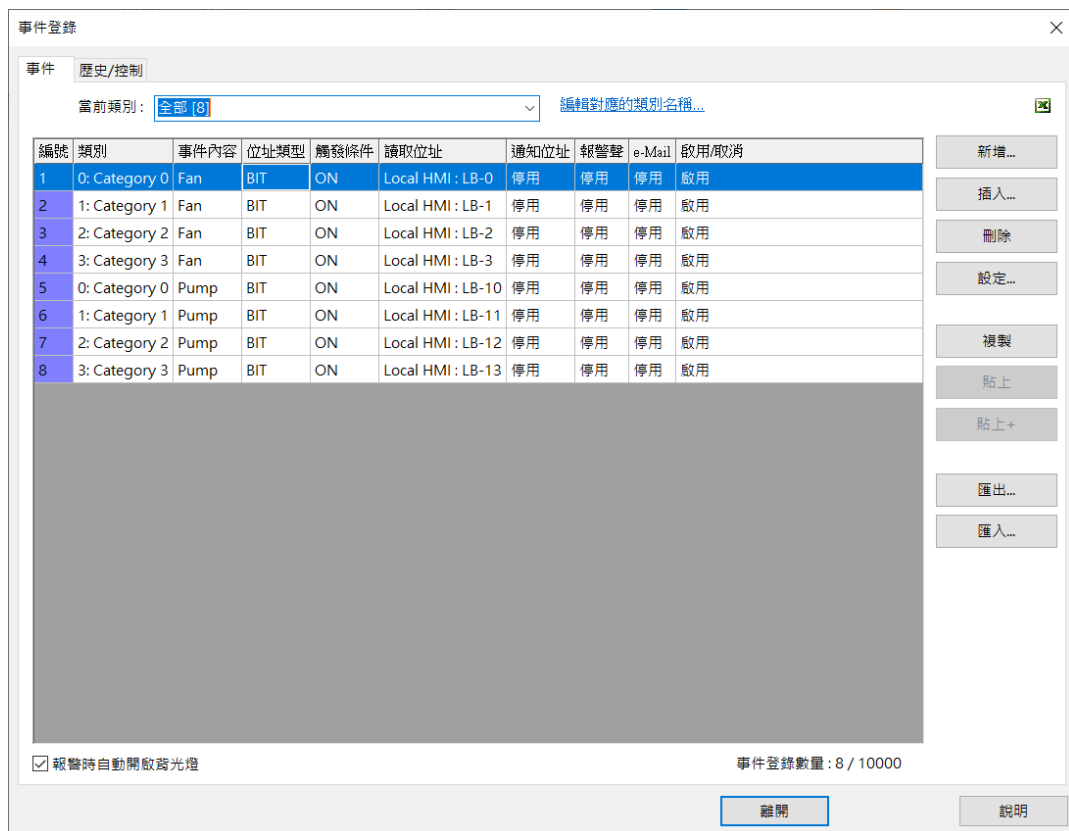 事件登錄
事件 歷史/控制
當前類別 : 全部 [8] 編輯對應的類別名稱...
編號 類別 事件內容 位址類型 觸發條件 讀取位址 通知位址 報警聲 e-Mail 啟用/取消
1 0: Category 0 Fan BIT ON Local HMI : LB-0 停用 停用 停用 啟用
2 1: Category 1 Fan BIT ON Local HMI : LB-1 停用 停用 停用 啟用
3 2: Category 2 Fan BIT ON Local HMI : LB-2 停用 停用 停用 啟用
4 3: Category 3 Fan BIT ON Local HMI : LB-3 停用 停用 停用 啟用
5 0: Category 0 Pump BIT ON Local HMI : LB-10 停用 停用 停用 啟用
6 1: Category 1 Pump BIT ON Local HMI : LB-11 停用 停用 停用 啟用
7 2: Category 2 Pump BIT ON Local HMI : LB-12 停用 停用 停用 啟用
8 3: Category 3 Pump BIT ON Local HMI : LB-13 停用 停用 停用 啟用
新增...
插入...
刪除
設定...
複製
貼上
貼上+
匯出...
匯入...
報警時自動開啟背光燈 事件登錄數量 : 8 / 10000
離開 說明